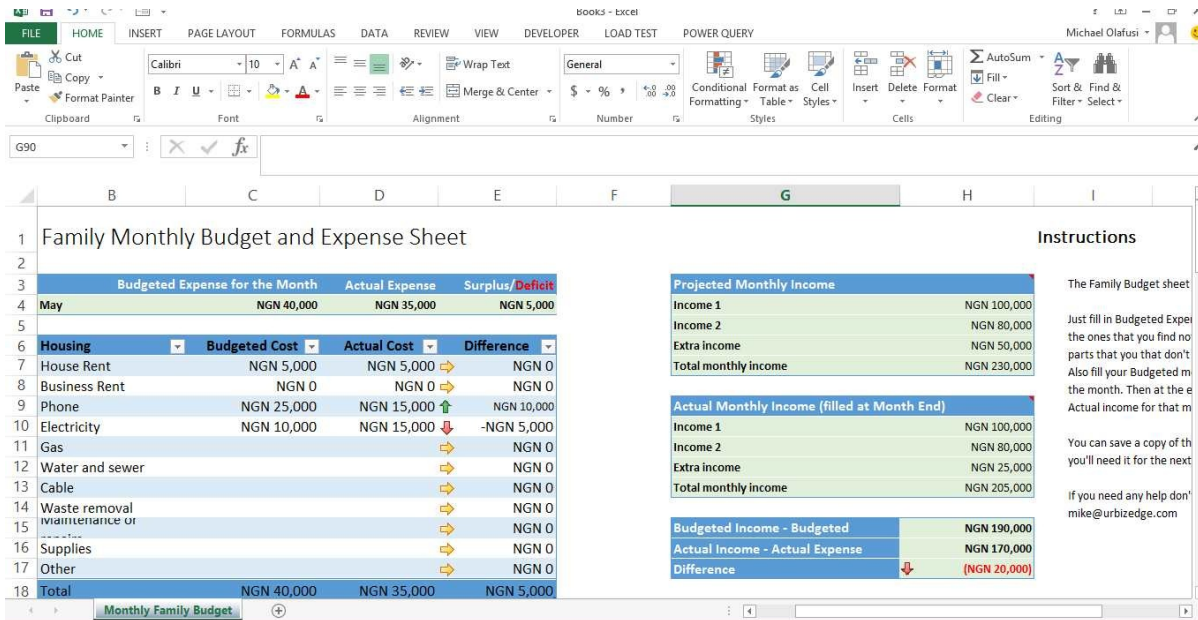 Book3 - Excel
FILE HOME INSERT PAGE LAYOUT FORMULAS DATA REVIEW VIEW DEVELOPER LOAD TEST POWER QUERY Michael Olafusi
Cut
Copy
Format Painter
Paste
Clipboard
Calibri 10
B I U
Font
Wrap Text
Merge & Center
Alignment
General
$ % ,
Number
Conditional Formatting
Format as Table
Cell Styles
Styles
Insert Delete Format
Cells
AutoSum
Fill
Clear
Sort & Filter
Find & Select
Editing
G90 fx
B C D E F G H I
1 Family Monthly Budget and Expense Sheet Instructions
2
3 Budgeted Expense for the Month Actual Expense Surplus/Deficit Projected Monthly Income The Family Budget sheet
4 May NGN 40,000 NGN 35,000 NGN 5,000 Income 1 NGN 100,000
5 Income 2 NGN 80,000 Just fill in Budgeted
6 Housing Budgeted Cost Actual Cost Difference Extra income NGN 50,000 the ones that you find
7 House Rent NGN 5,000 NGN 5,000 NGN 0 Total monthly income NGN 230,000 parts that you that don't
8 Business Rent NGN 0 NGN 0 NGN 0 Also fill your Budgeted
9 Phone NGN 25,000 NGN 15,000 NGN 10,000 Actual Monthly Income (filled at Month End) the month. Then at the
10 Electricity NGN 10,000 NGN 15,000 -NGN 5,000 Income 1 NGN 100,000 Actual income for that
11 Gas NGN 0 Income 2 NGN 80,000 You can save a copy of
12 Water and sewer NGN 0 Extra income NGN 25,000 you'll need it for the next
13 Cable NGN 0 Total monthly income NGN 205,000
14 Waste removal NGN 0 If you need any help don'
15 Maintenance or NGN 0 Budgeted Income - Budgeted NGN 190,000 mike@urbizedge.com
16 Supplies NGN 0 Actual Income - Actual Expense NGN 170,000
17 Other NGN 0 Difference (NGN 20,000)
18 Total NGN 40,000 NGN 35,000 NGN 5,000
Monthly Family Budget